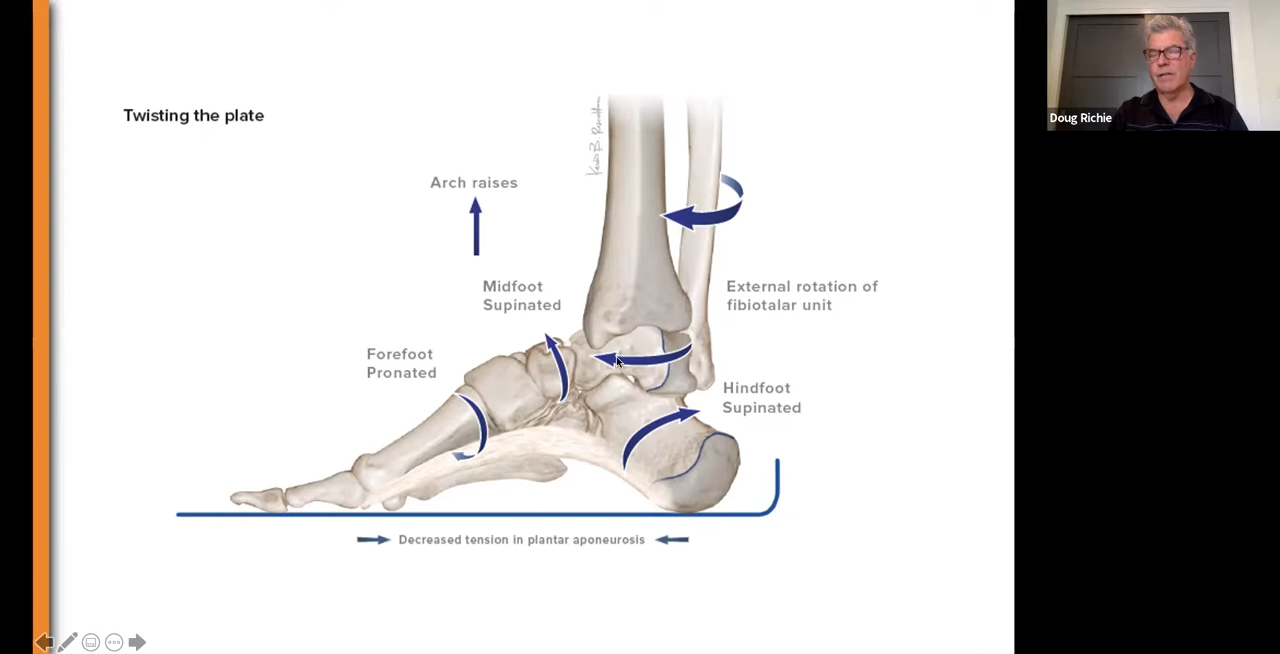 Twisting the plate
Arch raises
Midfoot
Supinated
External rotation of
fibiotalar unit
Forefoot
Pronated
Hindfoot
Supinated
Decreased tension in plantar aponeurosis
Doug Richie